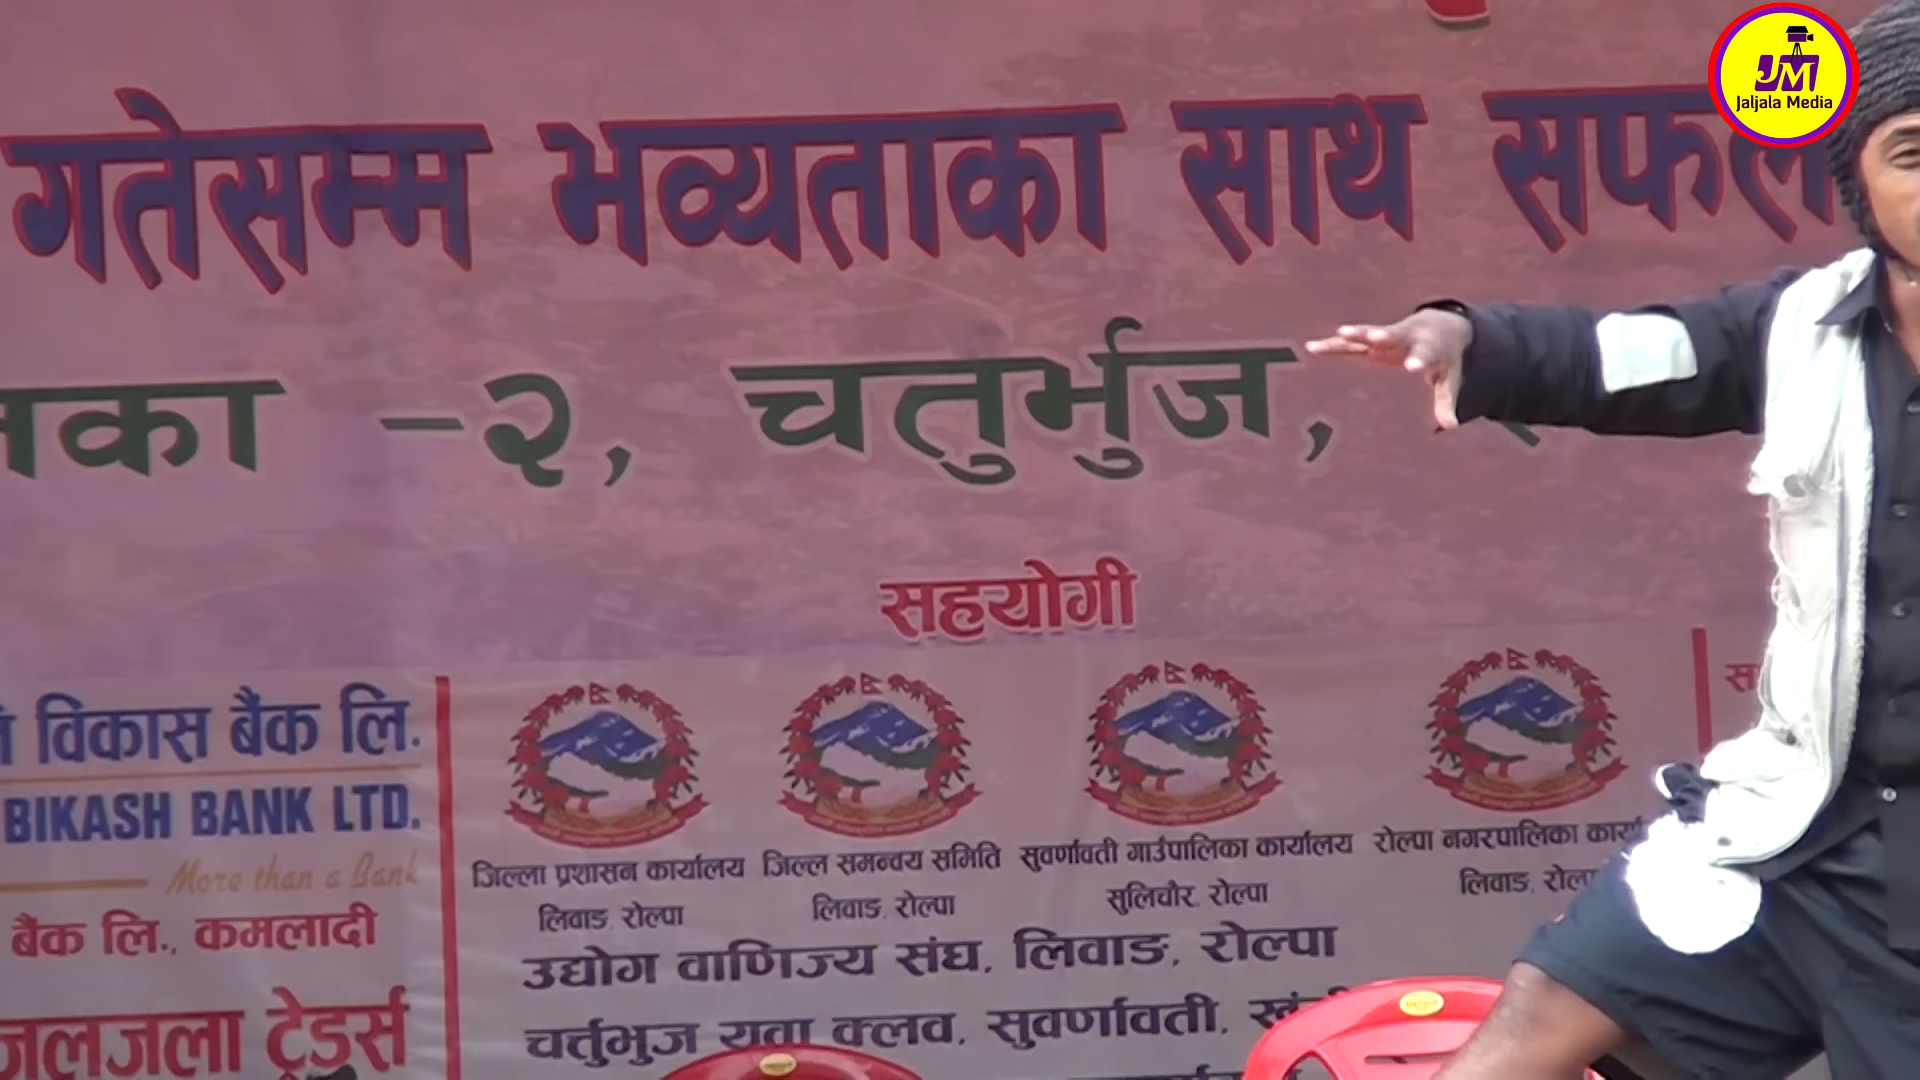 JM
Jaljala Media
गतेसम्म भव्यताका साथ सफल
-२, चतुर्भुज,
सहयोगी
विकास बैंक लि.
BIKASH BANK LTD.
More than a Bank
बैंक लि., कमलादी
जलजला ट्रेडर्स
जिल्ला प्रशासन कार्यालय
लिवाङ, रोल्पा
जिल्ल समन्वय समिति
लिवाङ, रोल्पा
सुवर्णावती गाउँपालिका कार्यालय
सुलिचौर, रोल्पा
रोल्पा नगरपालिका
लिवाङ,
उद्योग वाणिज्य संघ, लिवाङ, रोल्पा
चर्तुभुज युवा क्लव, सुवर्णावती,